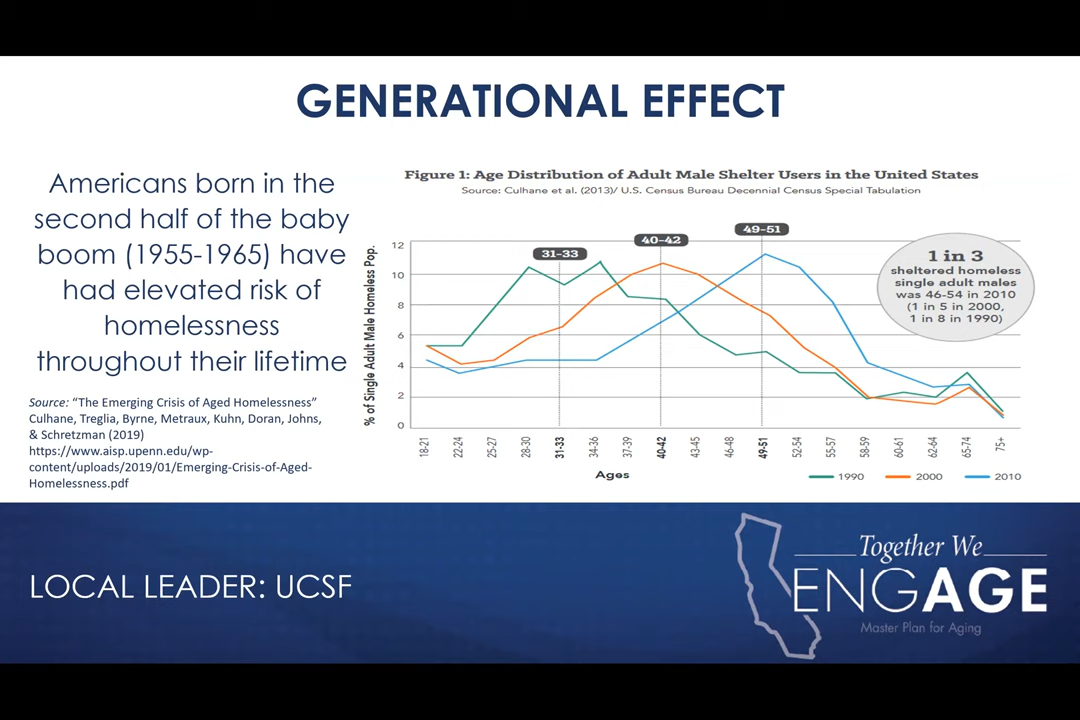 GENERATIONAL EFFECT
Americans born in the
second half of the baby
boom (1955-1965) have
had elevated risk of
homelessness
throughout their lifetime
Source: “The Emerging Crisis of Aged Homelessness”
Culhane, Treglia, Byrne, Metraux, Kuhn, Doran, Johns,
& Schretzman (2019)
https://www.aisp.upenn.edu/wp-
content/uploads/2019/01/Emerging-Crisis-of-Aged-
Homelessness.pdf
Figure 1: Age Distribution of Adult Male Shelter Users in the United States
Source: Culhane et al. (2013)/ U.S. Census Bureau Decennial Census Special Tabulation
% of Single Adult Male Homeless Pop.
12
10
8
6
4
2
0
31-33
40-42
49-51
1 in 3
sheltered homeless
single adult males
was 46-54 in 2010
(1 in 5 in 2000,
1 in 8 in 1990)
18-21
22-24
25-27
28-30
31-33
34-36
37-39
40-42
43-45
46-48
49-51
52-54
55-57
58-59
60-61
62-64
65-74
75+
Ages
1990
2000
2010
LOCAL LEADER: UCSF
Together We
ENGAGE
Master Plan for Aging